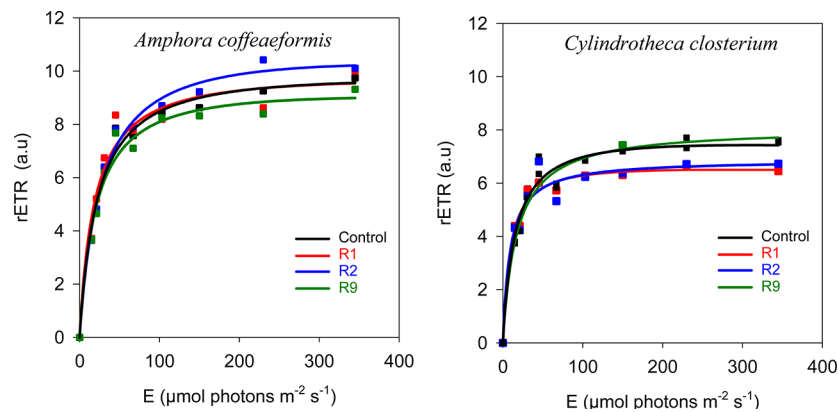 Amphora coffeaeformis
12
10
8
6
4
2
0
rETR (a.u)
Control
R1
R2
R9
0 100 200 300 400
E (µmol photons m⁻² s⁻¹)
Cylindrotheca closterium
12
10
8
6
4
2
0
rETR (a.u)
Control
R1
R2
R9
0 100 200 300 400
E (µmol photons m⁻² s⁻¹)